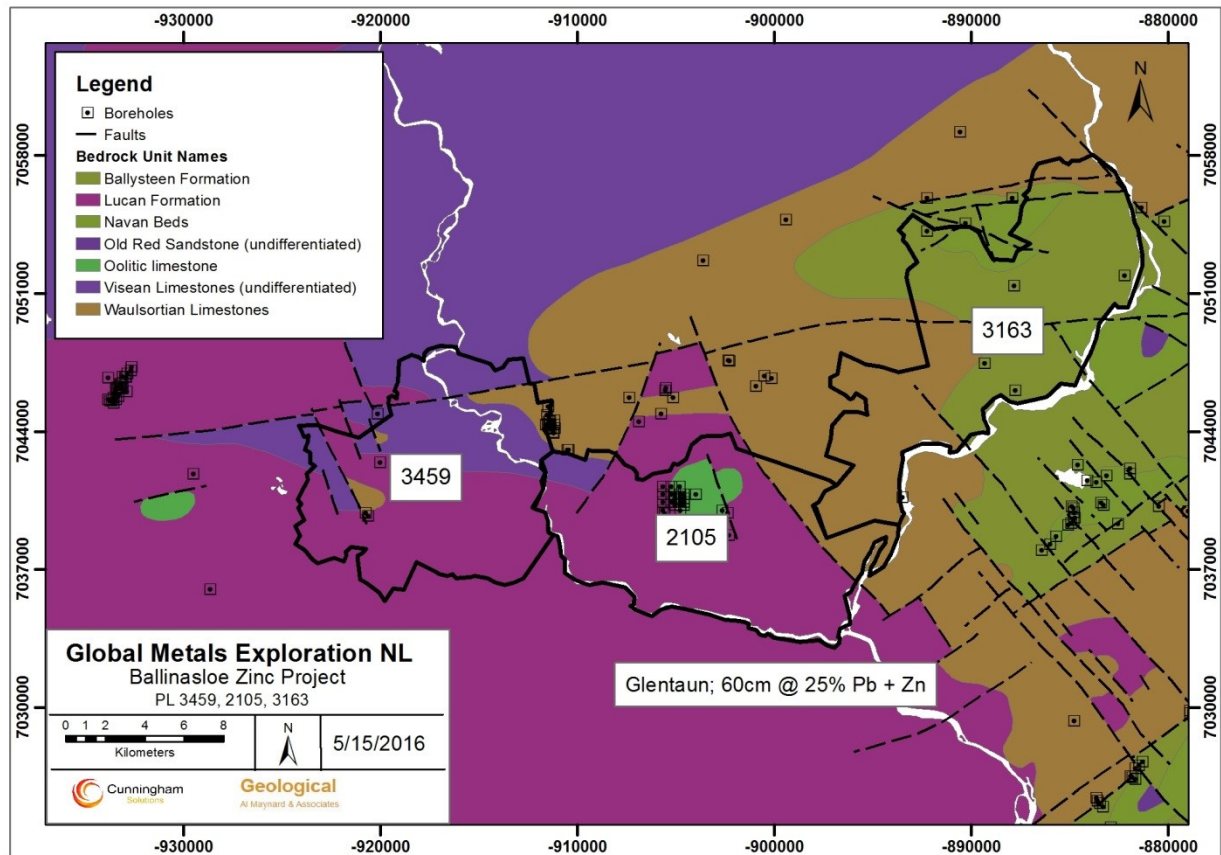 -930000
-920000
-910000
-900000
-890000
-880000
Legend
Boreholes
Faults
Bedrock Unit Names
Ballysteen Formation
Lucan Formation
Navan Beds
Old Red Sandstone (undifferentiated)
Oolitic limestone
Visean Limestones (undifferentiated)
Waulsortian Limestones
N
7058000
7058000
7051000
7051000
3163
7044000
7044000
3459
2105
7037000
7037000
Global Metals Exploration NL
Ballinasloe Zinc Project
PL 3459, 2105, 3163
Glentaun; 60cm @ 25% Pb + Zn
7030000
7030000
0 1 2 4 6 8
Kilometers
N
5/15/2016
Cunningham
Solutions
Geological
Al Maynard & Associates
-930000
-920000
-910000
-900000
-890000
-880000